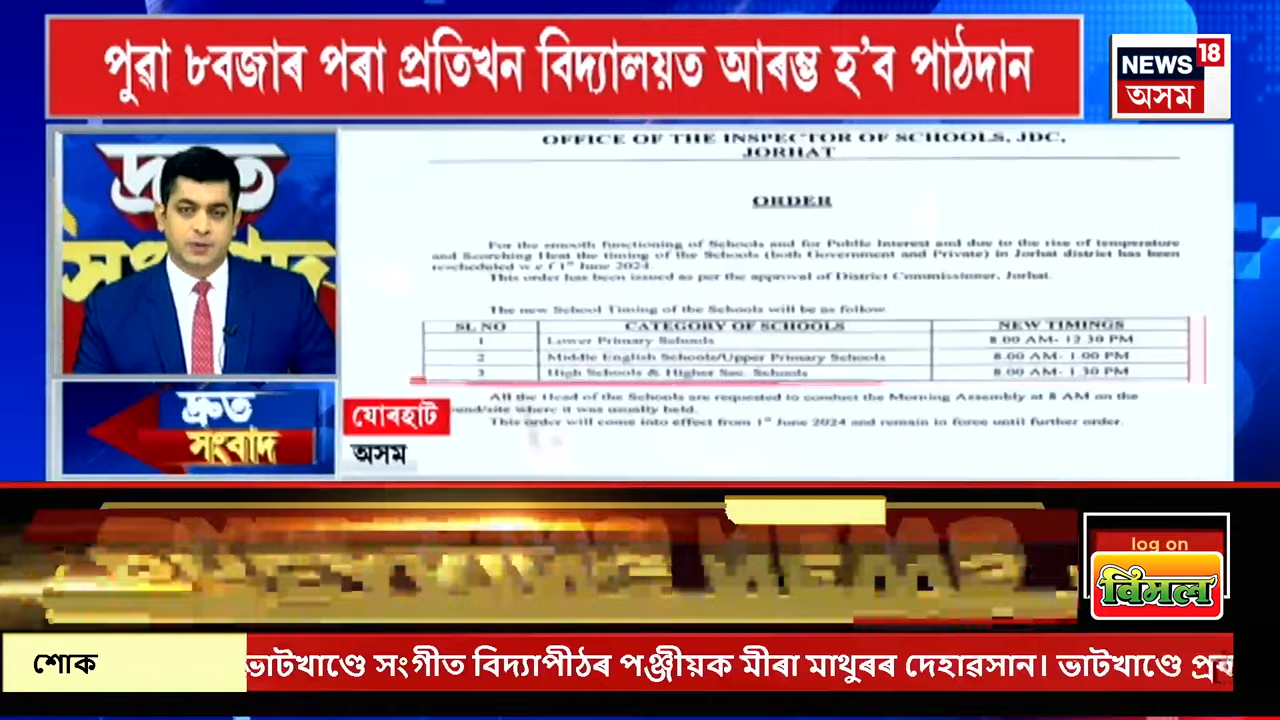 পুৱা ৮বজাৰ পৰা প্ৰতিখন বিদ্যালয়ত আৰম্ভ হ'ব পাঠদান
NEWS 18
অসম
OFFICE OF THE INSPECTOR OF SCHOOLS, JDC,
JORHAT
ORDER
For the smooth functioning of Schools and for Public Interest and due to the rise of temperature
and Scorching Heat the timing of the Schools (both Government and Private) in Jorhat district has been
rescheduled w.e.f 1st June 2024.
This order has been issued as per the approval of District Commissioner, Jorhat.
The new School Timing of the Schools will be as follow
SL NO CATEGORY OF SCHOOLS NEW TIMINGS
1 Lower Primary Schools 8.00 AM- 12.30 PM
2 Middle English Schools/Upper Primary Schools 8.00 AM- 1.00 PM
3 High Schools & Higher Sec. Schools 8.00 AM- 1.30 PM
All the Head of the Schools are requested to conduct the Morning Assembly at 8 AM on the
ound/site where it was usually held.
This order will come into effect from 1st June 2024 and remain in force until further order.
দ্ৰুত
সংবাদ
যোৰহাট
অসম
log on
विमल
শোক
ভাটখাণ্ডে সংগীত বিদ্যাপীঠৰ পঞ্জীয়ক মীৰা মাথুৰৰ দেহাৱসান। ভাটখাণ্ডে